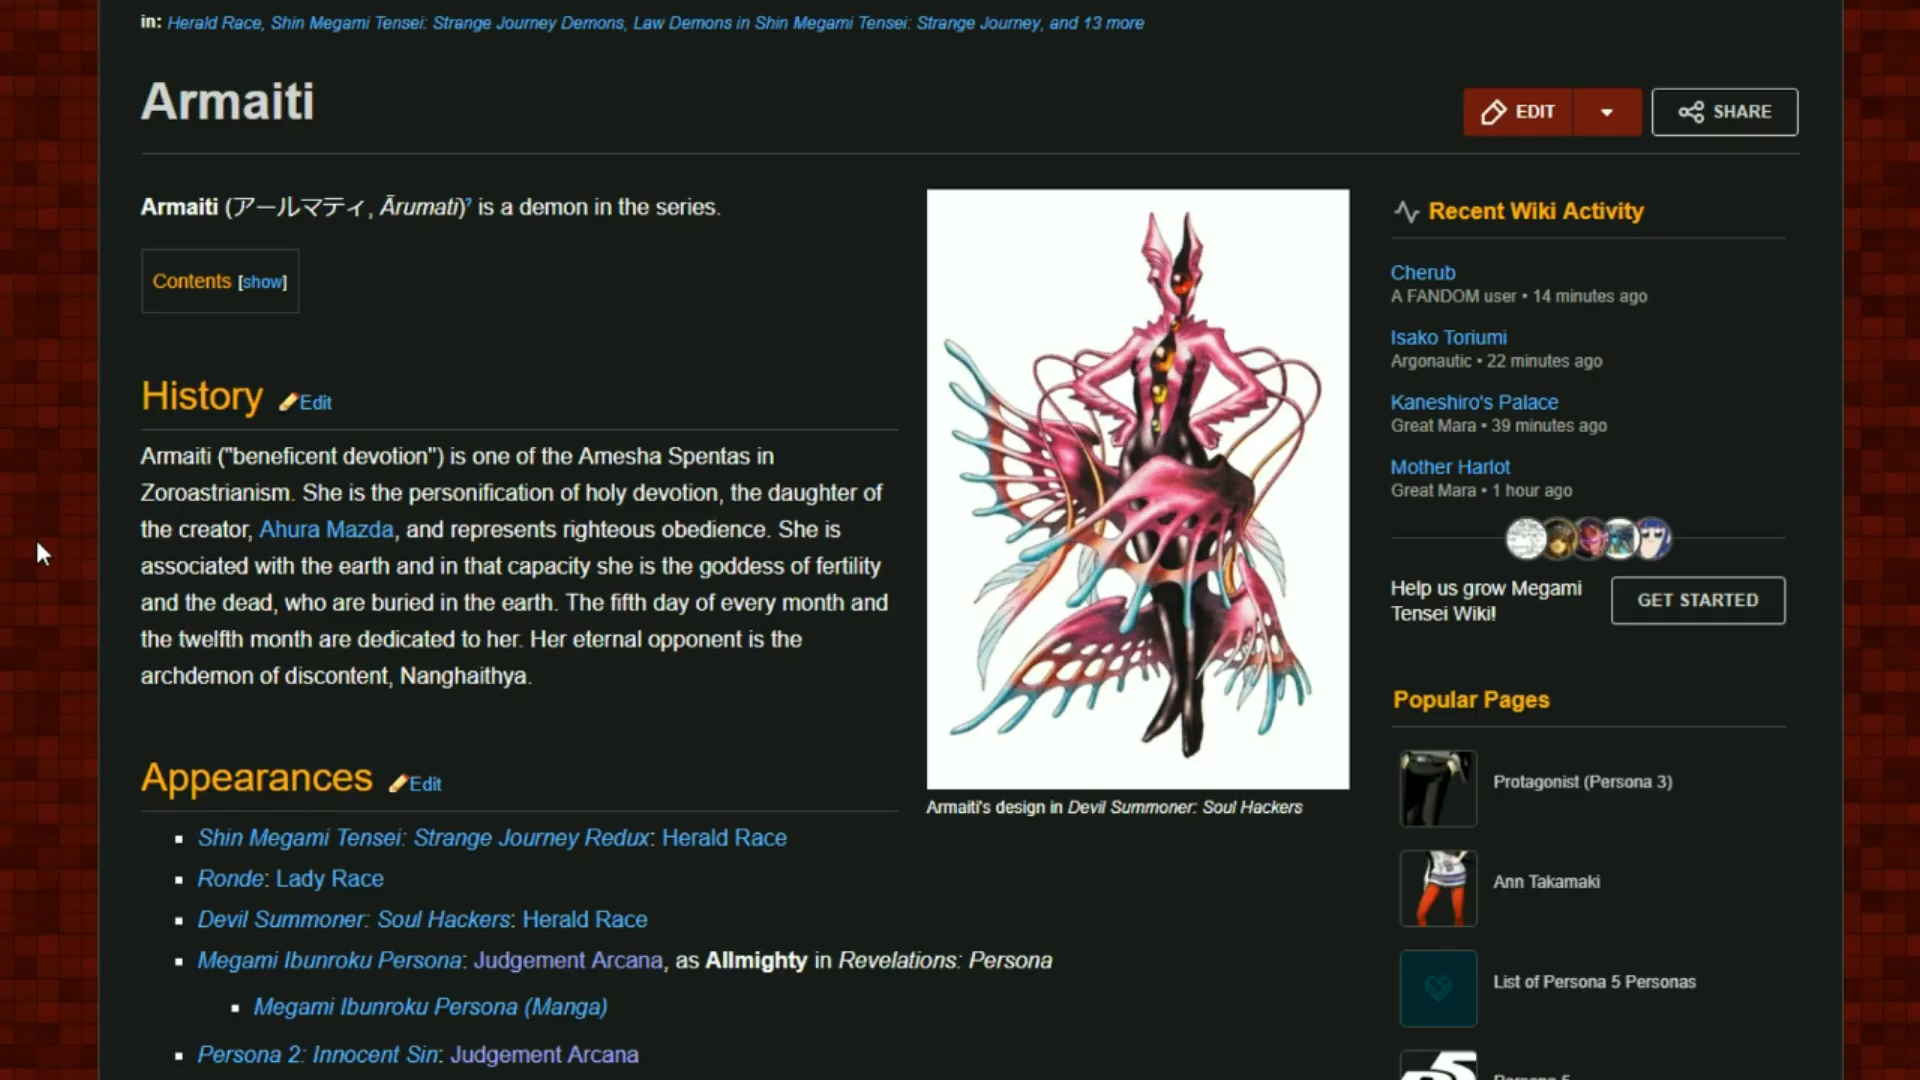 in: Herald Race, Shin Megami Tensei: Strange Journey Demons, Law Demons in Shin Megami Tensei: Strange Journey, and 13 more
Armaiti
EDIT
SHARE
Armaiti (アールマティ, Ārumati)? is a demon in the series.
Contents [show]
History Edit
Armaiti ("beneficent devotion") is one of the Amesha Spentas in
Zoroastrianism. She is the personification of holy devotion, the daughter of
the creator, Ahura Mazda, and represents righteous obedience. She is
associated with the earth and in that capacity she is the goddess of fertility
and the dead, who are buried in the earth. The fifth day of every month and
the twelfth month are dedicated to her. Her eternal opponent is the
archdemon of discontent, Nanghaithya.
Appearances Edit
Shin Megami Tensei: Strange Journey Redux: Herald Race
Ronde: Lady Race
Devil Summoner: Soul Hackers: Herald Race
Megami Ibunroku Persona: Judgement Arcana, as Allmighty in Revelations: Persona
Megami Ibunroku Persona (Manga)
Persona 2: Innocent Sin: Judgement Arcana
Armaiti's design in Devil Summoner: Soul Hackers
Recent Wiki Activity
Cherub
A FANDOM user • 14 minutes ago
Isako Toriumi
Argonautic • 22 minutes ago
Kaneshiro's Palace
Great Mara • 39 minutes ago
Mother Harlot
Great Mara • 1 hour ago
Help us grow Megami
Tensei Wiki!
GET STARTED
Popular Pages
Protagonist (Persona 3)
Ann Takamaki
List of Persona 5 Personas
Persona 5